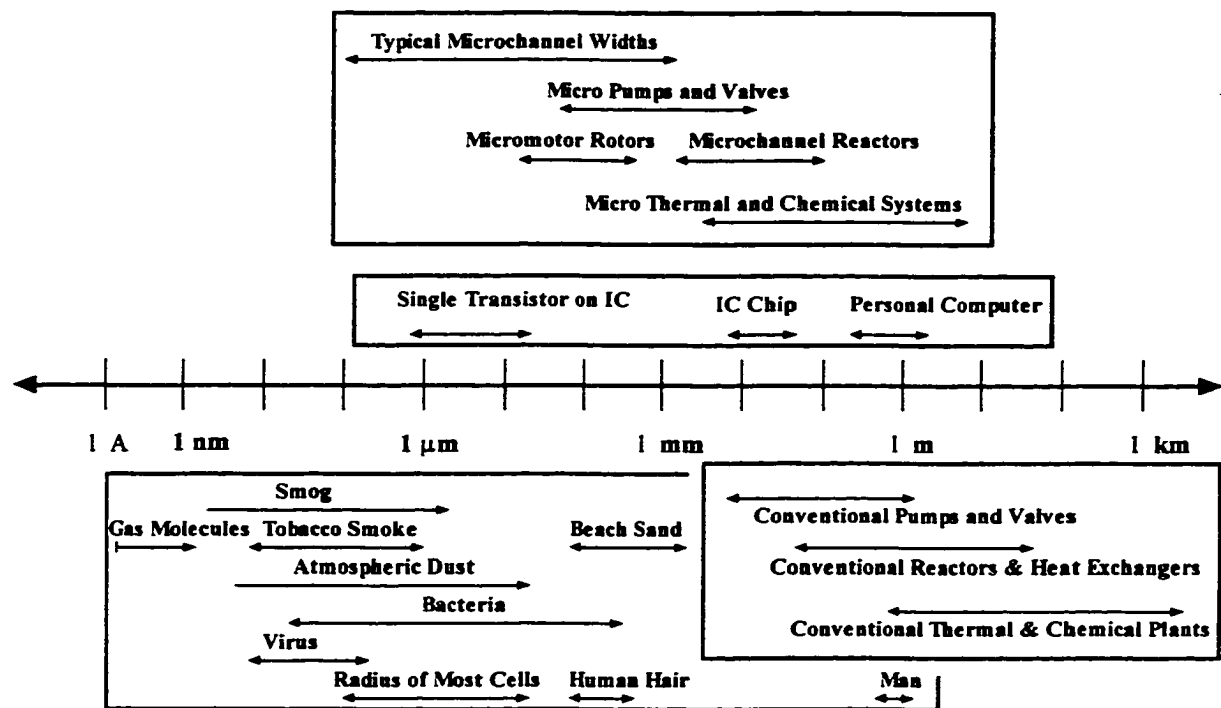 Typical Microchannel Widths
Micro Pumps and Valves
Micromotor Rotors
Microchannel Reactors
Micro Thermal and Chemical Systems
Single Transistor on IC
IC Chip
Personal Computer
1 A
1 nm
1 μm
1 mm
1 m
1 km
Smog
Gas Molecules
Tobacco Smoke
Beach Sand
Atmospheric Dust
Bacteria
Virus
Radius of Most Cells
Human Hair
Man
Conventional Pumps and Valves
Conventional Reactors & Heat Exchangers
Conventional Thermal & Chemical Plants